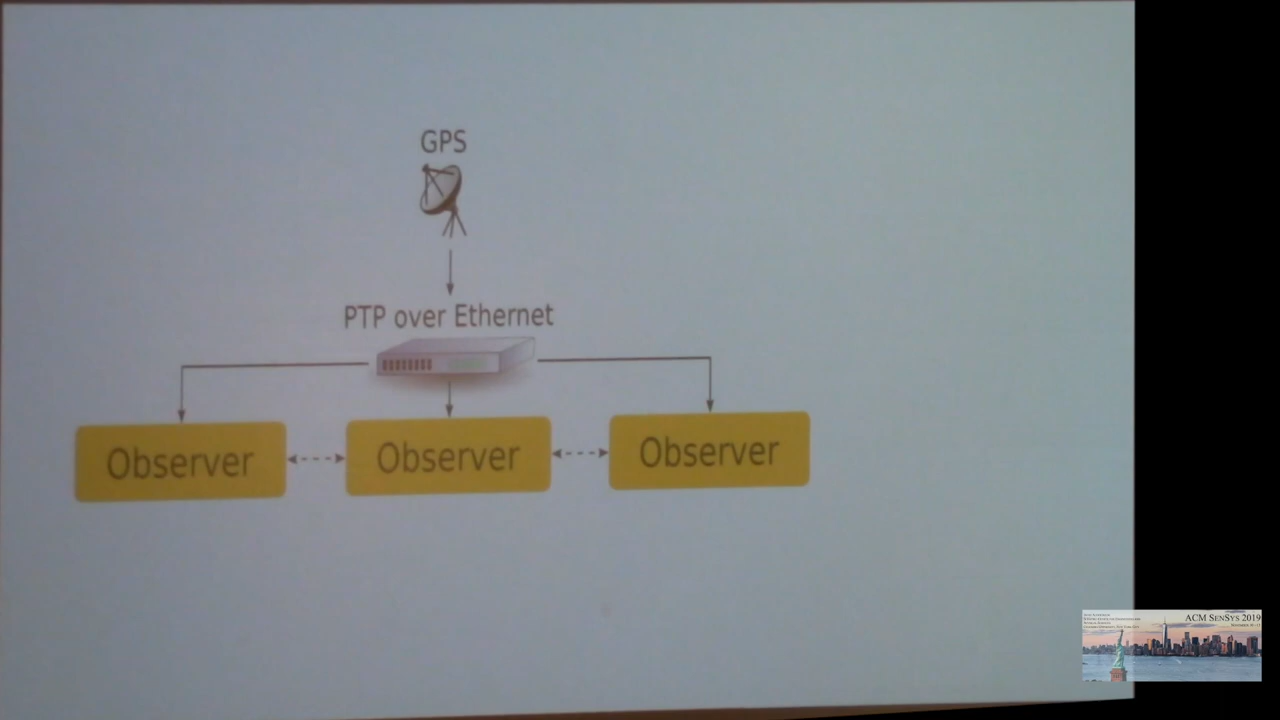 GPS
PTP over Ethernet
Observer
Observer
Observer
ACM SENSYS 2019